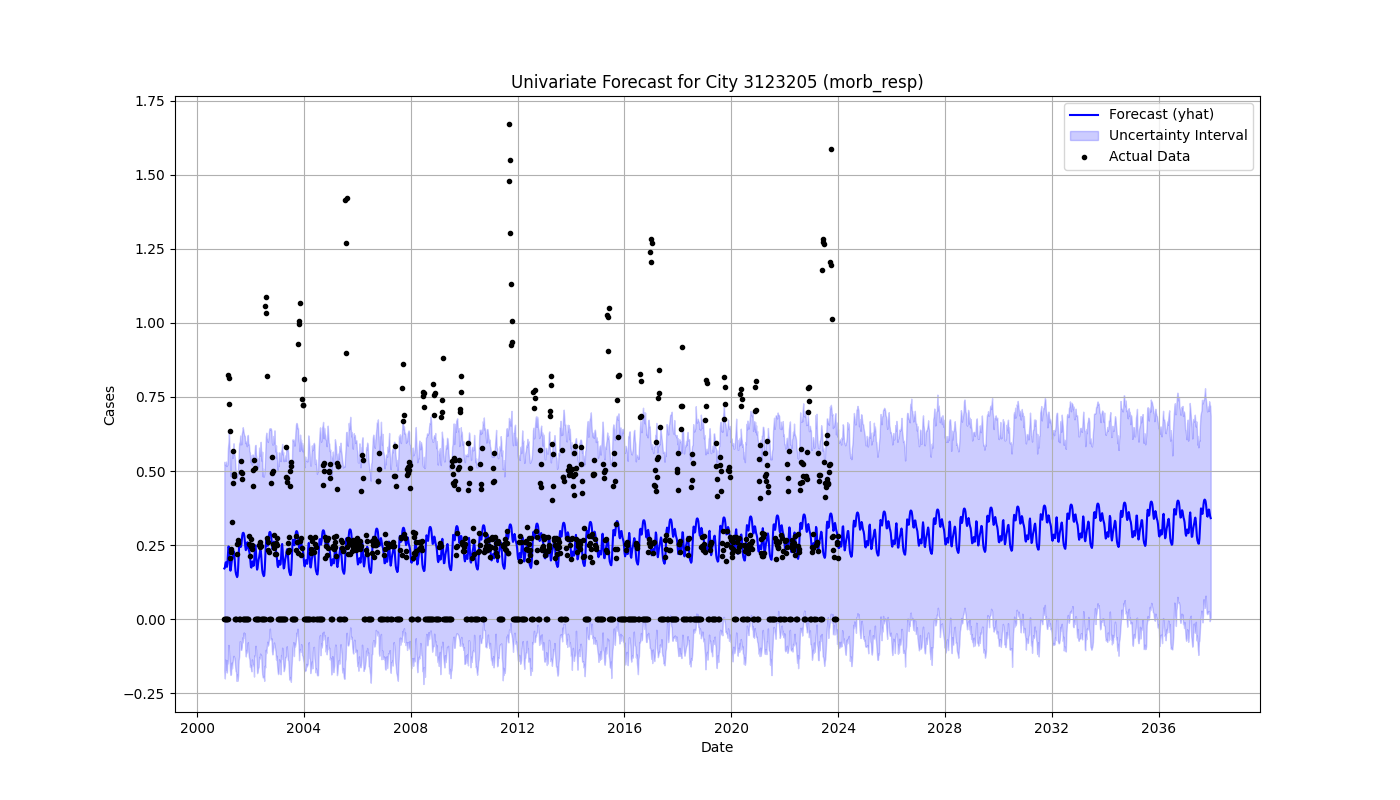 Univariate Forecast for City 3123205 (morb_resp)
Forecast (yhat)
Uncertainty Interval
Actual Data
Cases
1.75
1.50
1.25
1.00
0.75
0.50
0.25
0.00
−0.25
2000 2004 2008 2012 2016 2020 2024 2028 2032 2036
Date